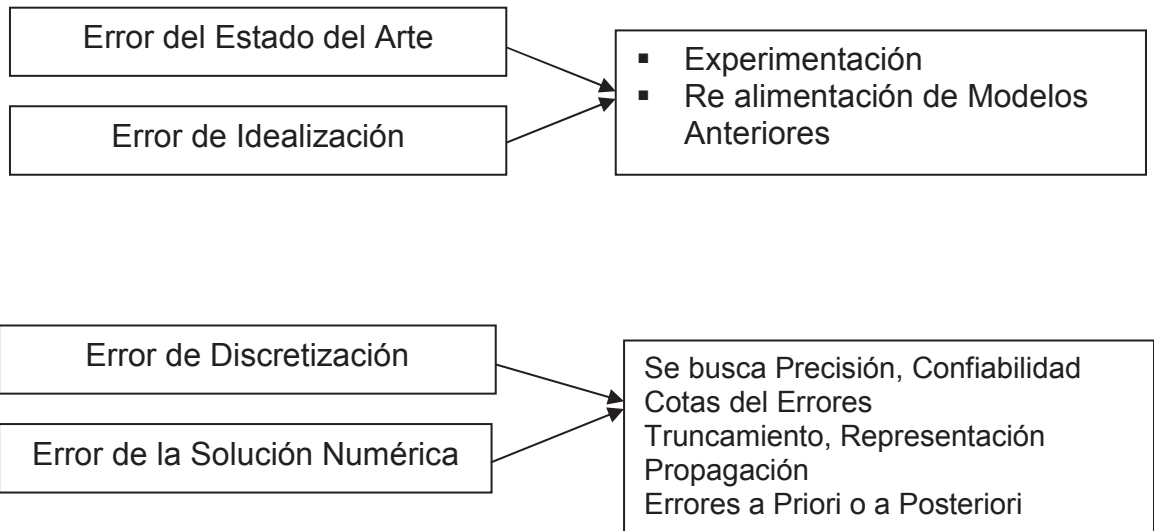 Error del Estado del Arte
Error de Idealización
▪ Experimentación
▪ Re alimentación de Modelos
Anteriores
Error de Discretización
Error de la Solución Numérica
Se busca Precisión, Confiabilidad
Cotas del Errores
Truncamiento, Representación
Propagación
Errores a Priori o a Posteriori